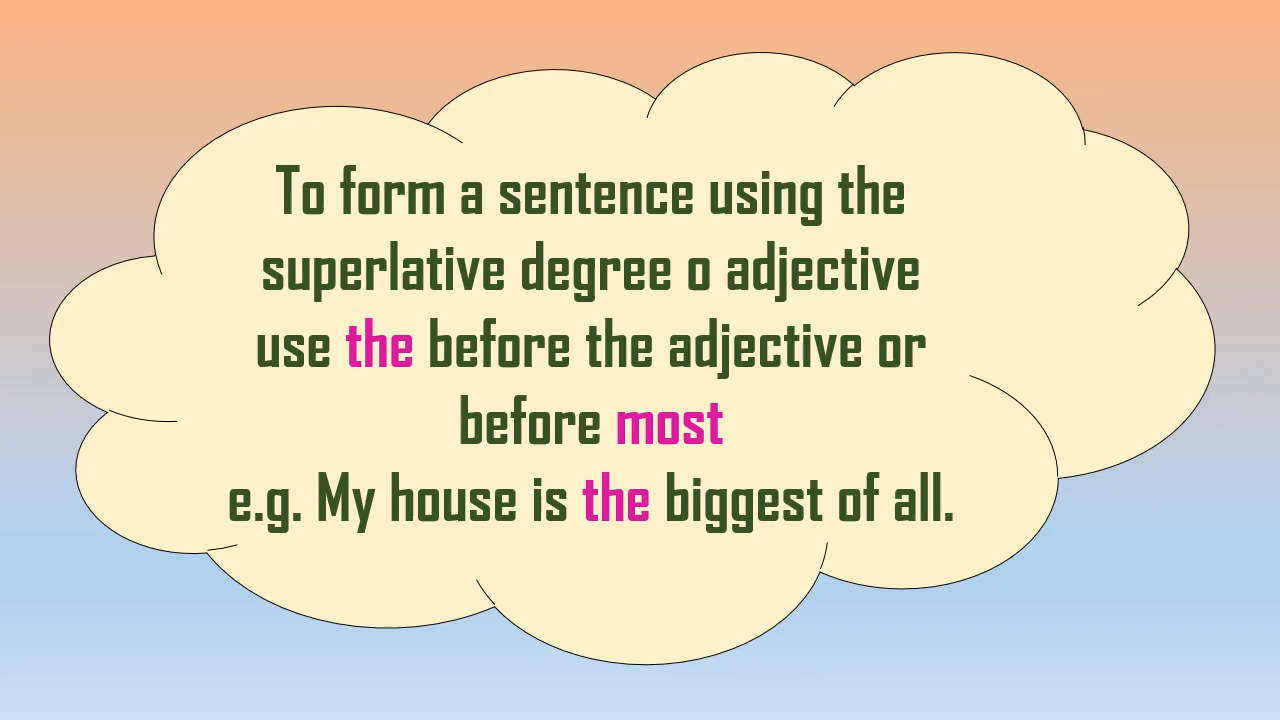 To form a sentence using the
superlative degree o adjective
use the before the adjective or
before most
e.g. My house is the biggest of all.